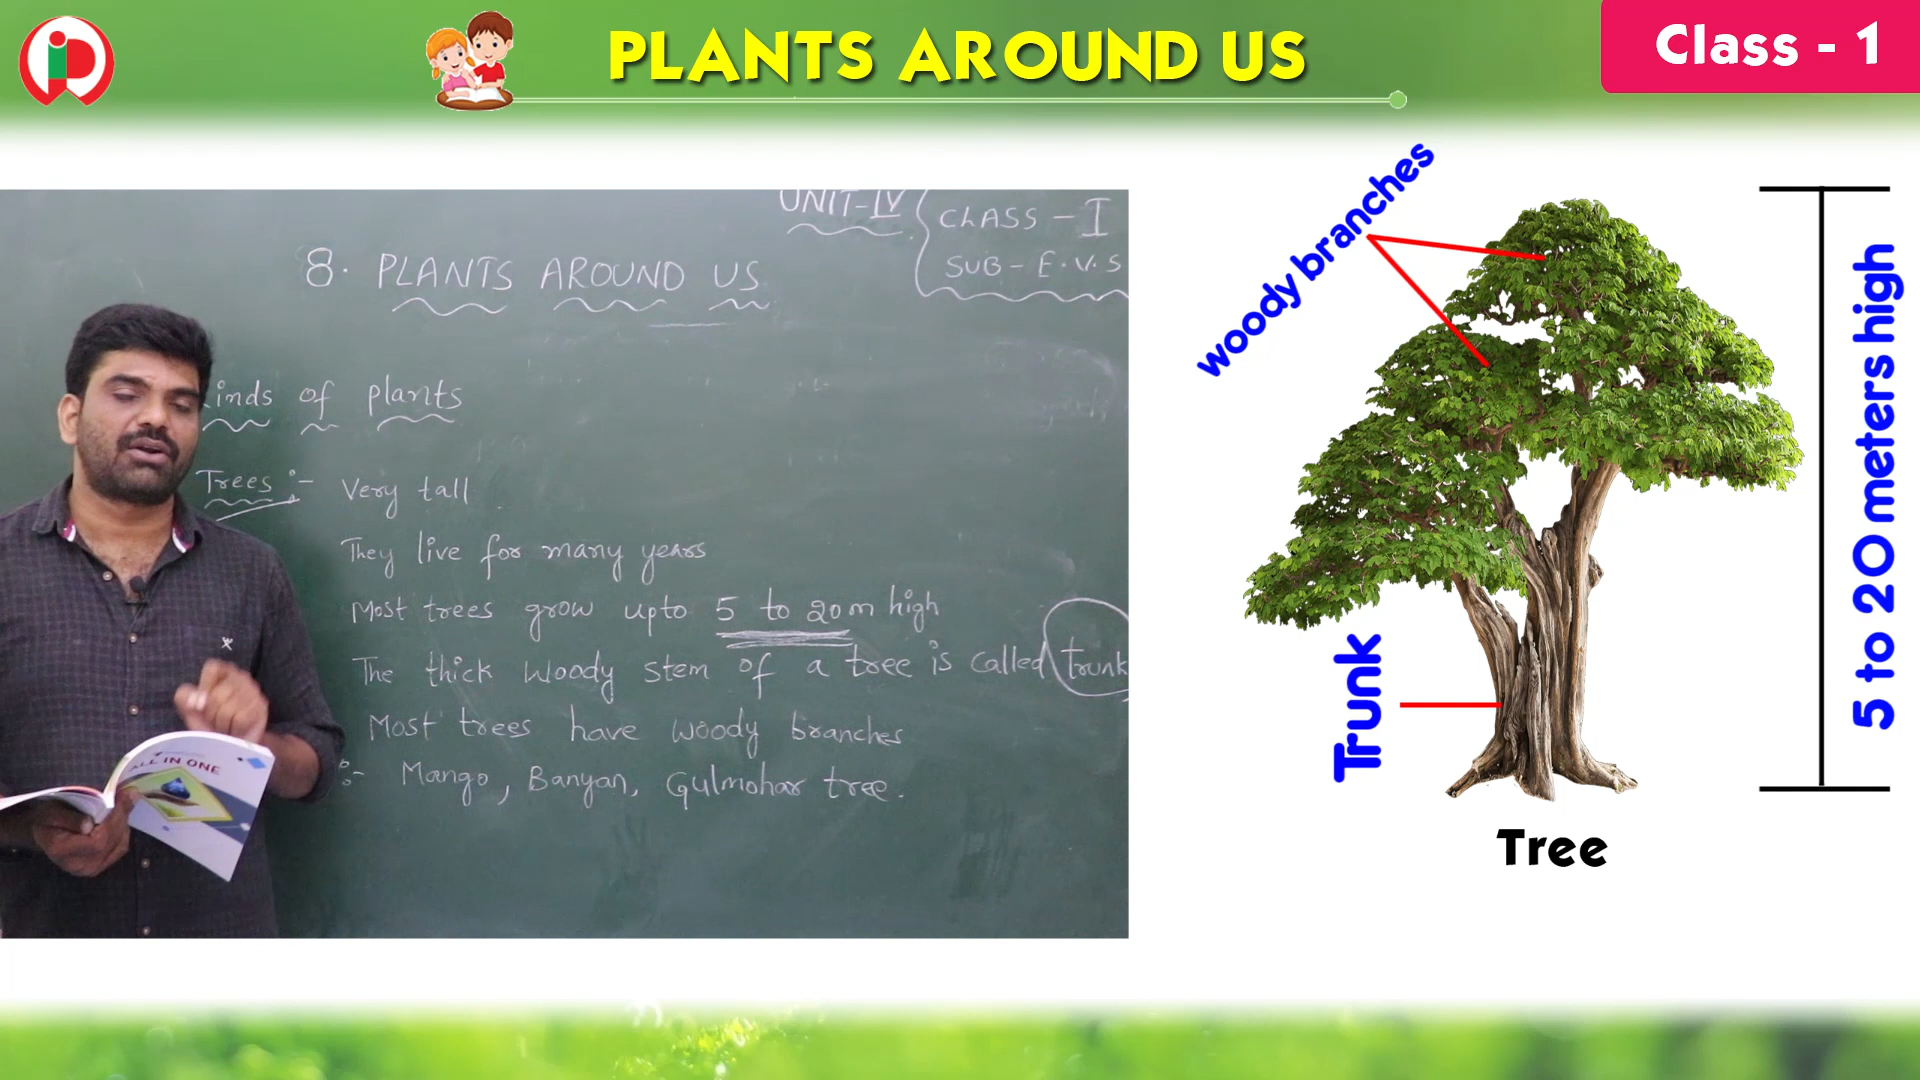 PLANTS AROUND US
Class - 1
UNIT-IV
CLASS - I
SUB - E.V.S
8. PLANTS AROUND US
inds of plants
Trees :- Very tall
They live for many years
Most trees grow upto 5 to 20m high
The thick woody stem of a tree is called trunk
Most trees have woody branches
:- Mango, Banyan, Gulmohar tree.
ALL IN ONE
woody branches
Trunk
5 to 20 meters high
Tree